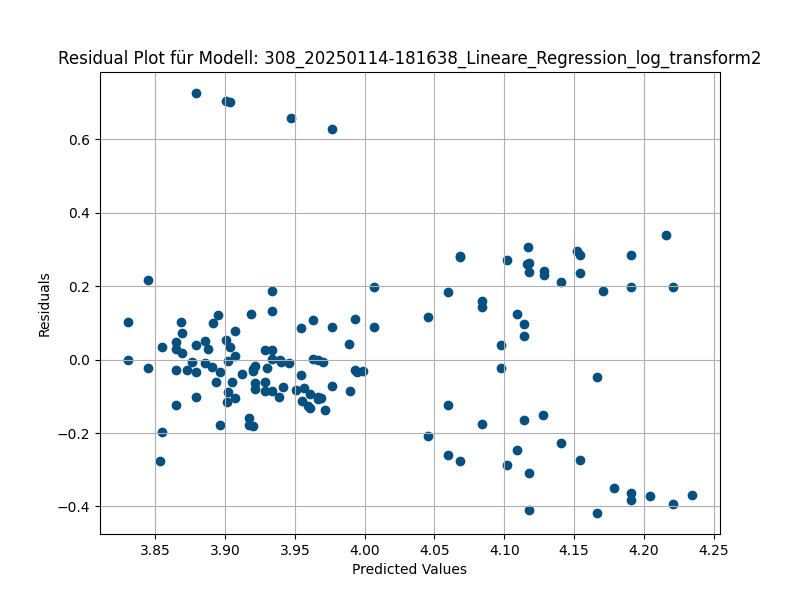 Residual Plot für Modell: 308_20250114-181638_Lineare_Regression_log_transform2
Residuals
0.6
0.4
0.2
0.0
−0.2
−0.4
3.85 3.90 3.95 4.00 4.05 4.10 4.15 4.20 4.25
Predicted Values